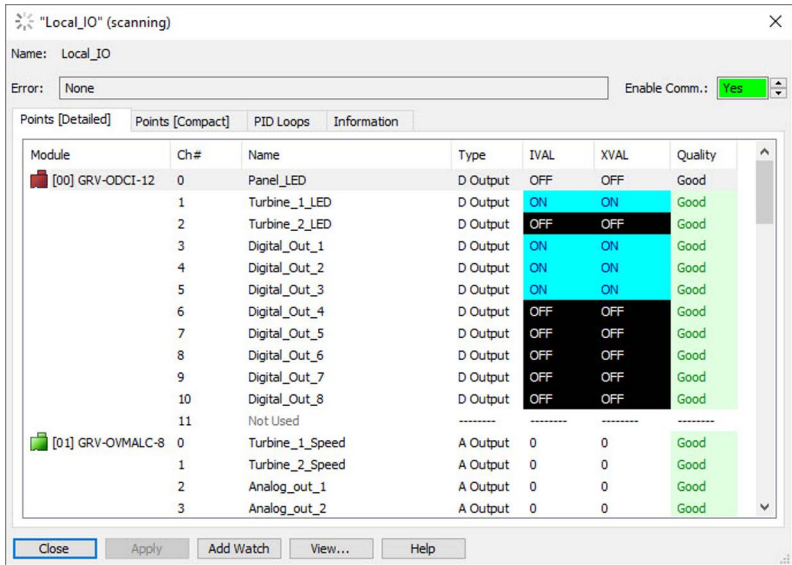 "Local_IO" (scanning)
Name: Local_IO
Error: None Enable Comm.: Yes
Points [Detailed] Points [Compact] PID Loops Information
Module Ch# Name Type IVAL XVAL Quality
[00] GRV-ODCI-12 0 Panel_LED D Output OFF OFF Good
1 Turbine_1_LED D Output ON ON Good
2 Turbine_2_LED D Output OFF OFF Good
3 Digital_Out_1 D Output ON ON Good
4 Digital_Out_2 D Output ON ON Good
5 Digital_Out_3 D Output ON ON Good
6 Digital_Out_4 D Output OFF OFF Good
7 Digital_Out_5 D Output OFF OFF Good
8 Digital_Out_6 D Output OFF OFF Good
9 Digital_Out_7 D Output OFF OFF Good
10 Digital_Out_8 D Output OFF OFF Good
11 Not Used -------- -------- -------- --------
[01] GRV-OVMALC-8 0 Turbine_1_Speed A Output 0 0 Good
1 Turbine_2_Speed A Output 0 0 Good
2 Analog_out_1 A Output 0 0 Good
3 Analog_out_2 A Output 0 0 Good
Close Apply Add Watch View... Help